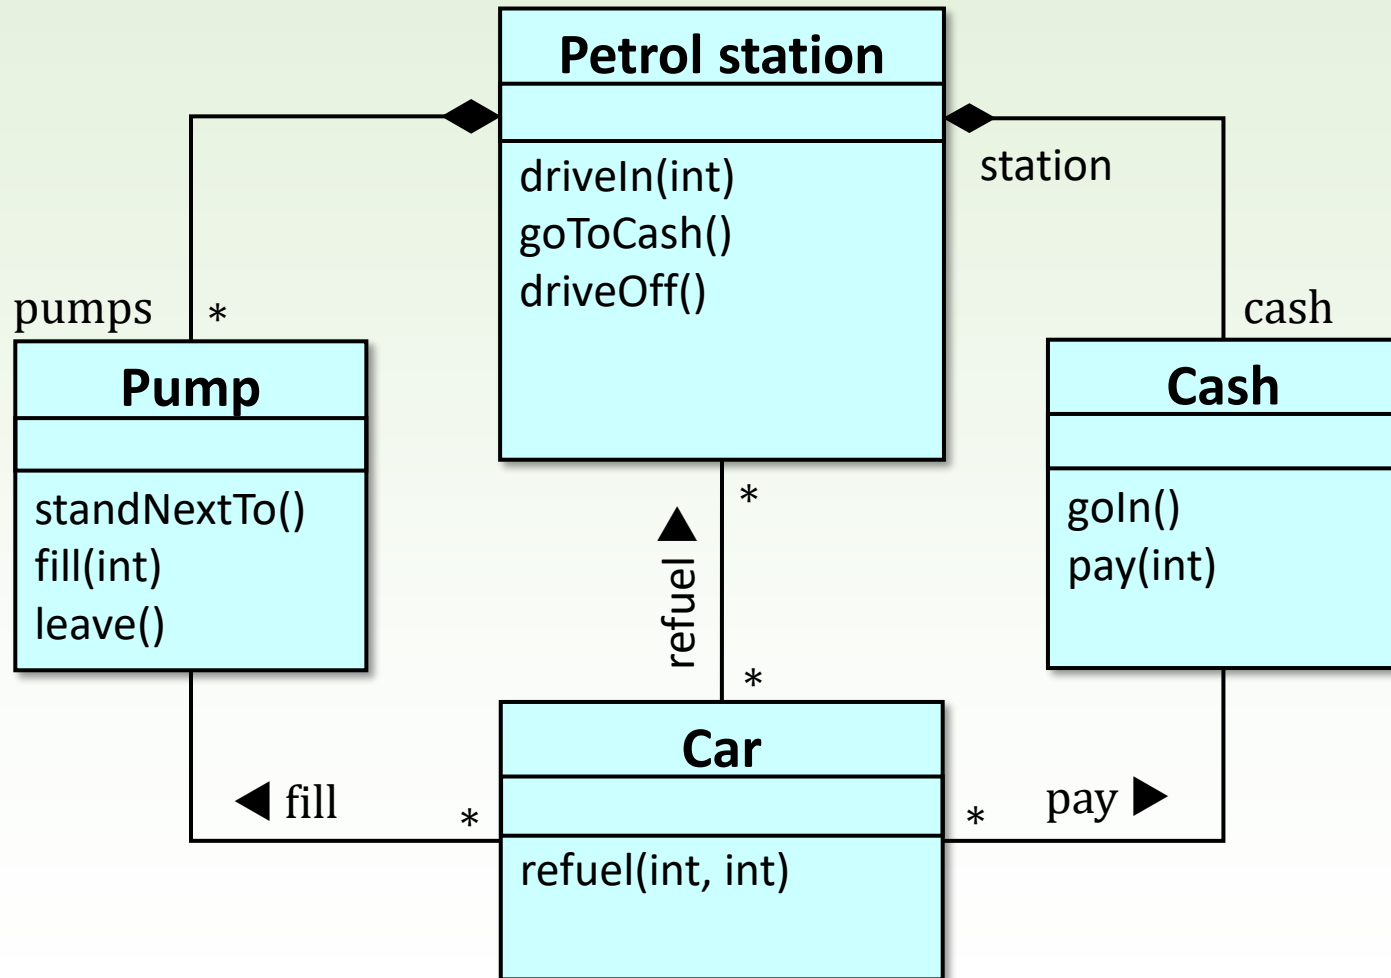 Petrol station
driveIn(int)
goToCash()
driveOff()
station
pumps
*
cash
Pump
standNextTo()
fill(int)
leave()
*
refuel ▲
*
Cash
goIn()
pay(int)
Car
refuel(int, int)
◀ fill
*
*
pay ▶